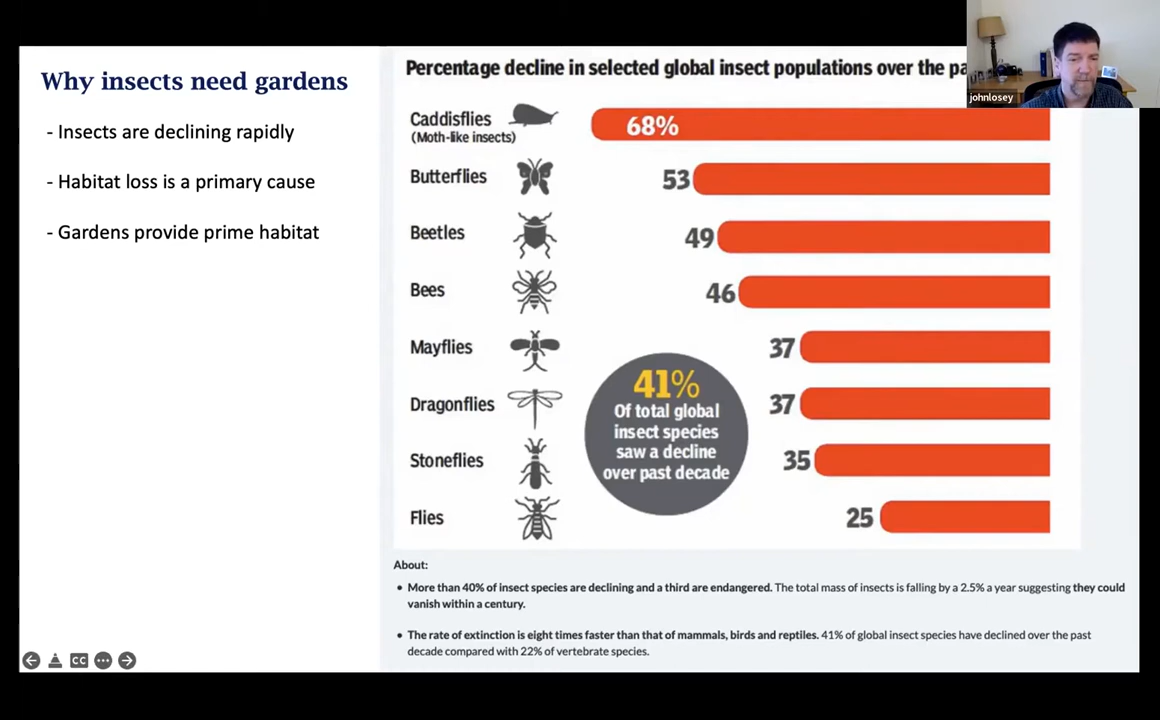 Why insects need gardens
- Insects are declining rapidly
- Habitat loss is a primary cause
- Gardens provide prime habitat
Percentage decline in selected global insect populations over the pa
johnlosey
Caddisflies
(Moth-like insects)
68%
Butterflies
53
Beetles
49
Bees
46
Mayflies
37
Dragonflies
37
Stoneflies
35
Flies
25
41%
Of total global
insect species
saw a decline
over past decade
About:
• More than 40% of insect species are declining and a third are endangered. The total mass of insects is falling by a 2.5% a year suggesting they could
vanish within a century.
• The rate of extinction is eight times faster than that of mammals, birds and reptiles. 41% of global insect species have declined over the past
decade compared with 22% of vertebrate species.
CC